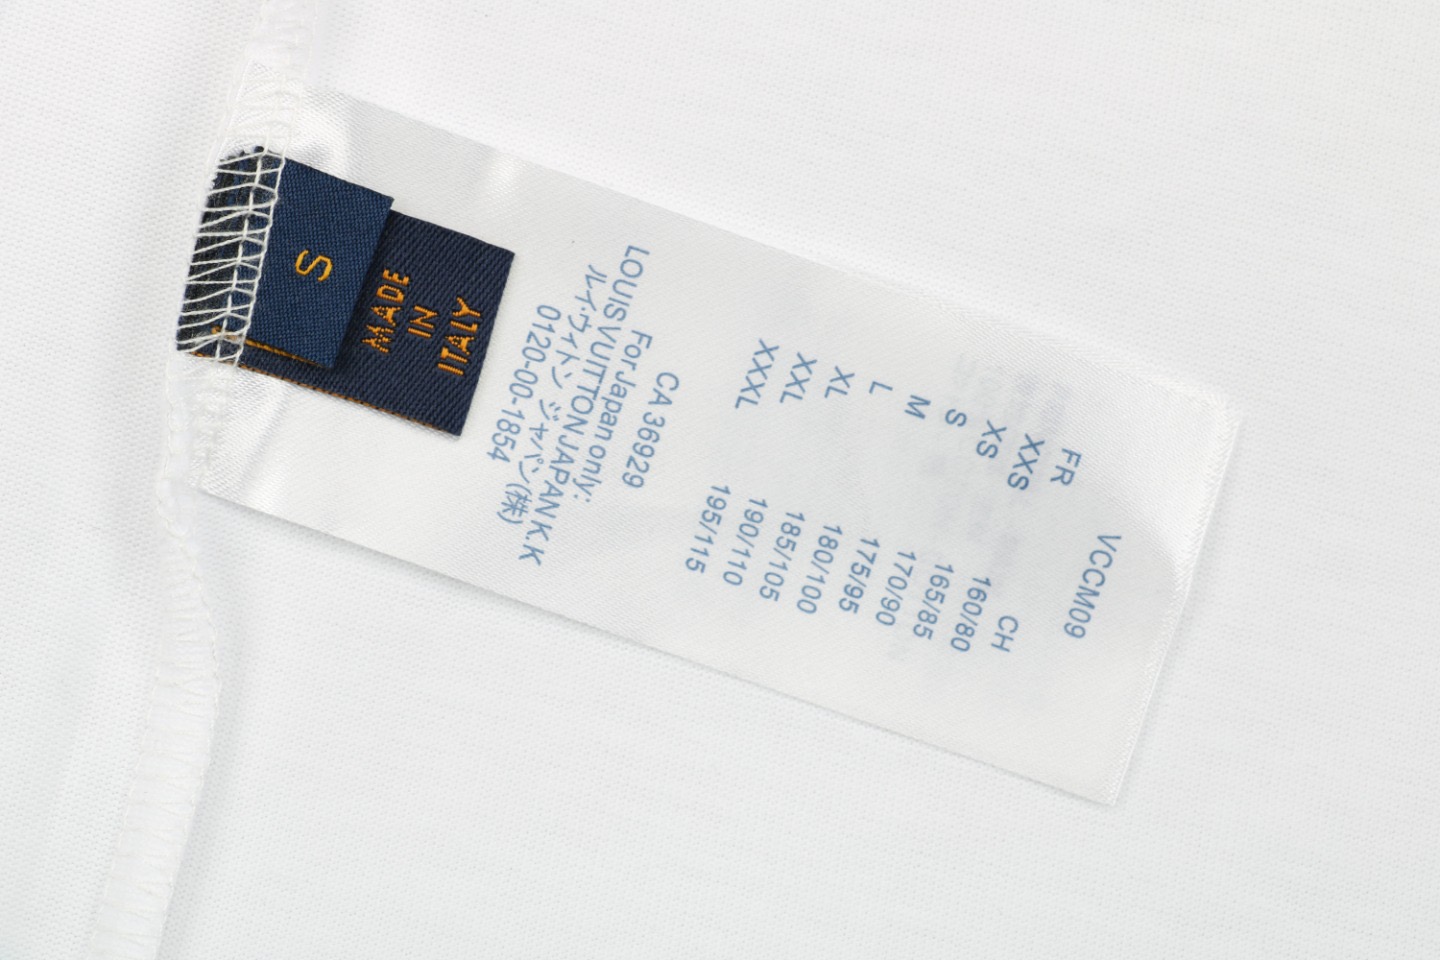 S
MADE
IN
ITALY
VCCM09
FR CH
XXS 160/80
XS 165/85
S 170/90
M 175/95
L 180/100
XL 185/105
XXL 190/110
XXXL 195/115
CA 36929
For Japan only:
LOUIS VUITTON JAPAN K.K
ルイ・ヴィトン ジャパン(株)
0120-00-1854